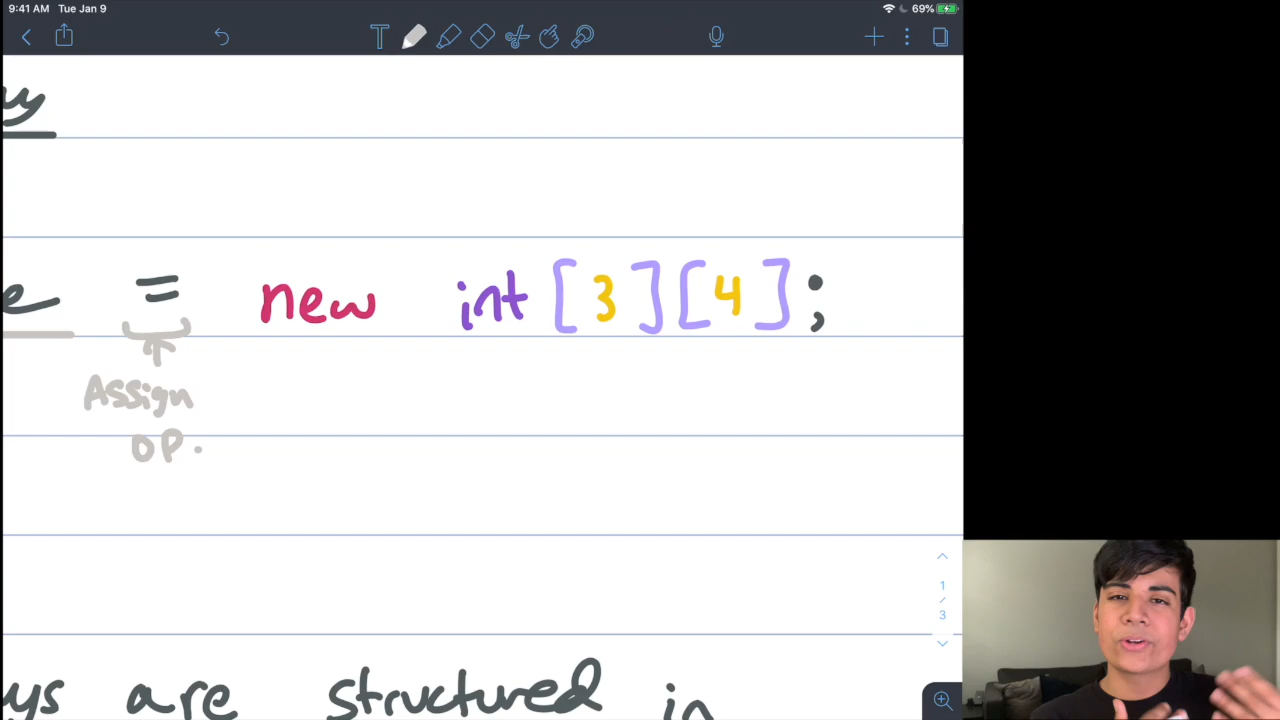 9:41 AM Tue Jan 9 69%
T
= new int[3][4];
Assign
OP.
1
/
3
are structured in